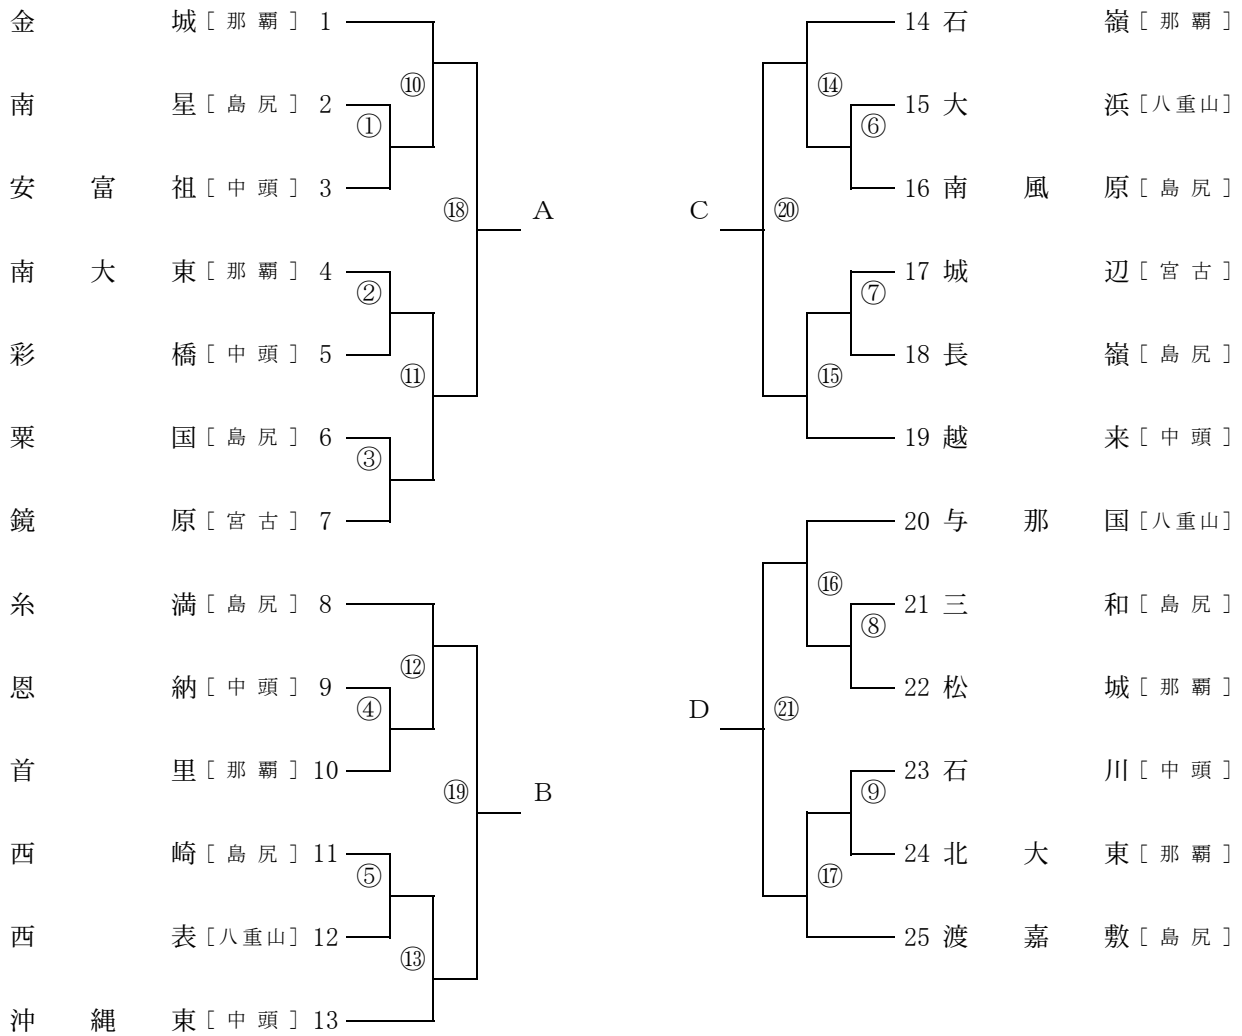 金城[那覇] 1
⑩
南星[島尻] 2
①
安富祖[中頭] 3
⑱ A
南大東[那覇] 4
②
彩橋[中頭] 5
⑪
粟国[島尻] 6
③
鏡原[宮古] 7
糸満[島尻] 8
⑫
恩納[中頭] 9
④
首里[那覇] 10
⑲ B
西崎[島尻] 11
⑤
西表[八重山] 12
⑬
沖縄東[中頭] 13
14 石嶺[那覇]
⑭
15 大浜[八重山]
⑥
16 南風原[島尻]
C ⑳
17 城辺[宮古]
⑦
18 長嶺[島尻]
⑮
19 越来[中頭]
20 与那国[八重山]
⑯
21 三和[島尻]
⑧
22 松城[那覇]
D ㉑
23 石川[中頭]
⑨
24 北大東[那覇]
⑰
25 渡嘉敷[島尻]